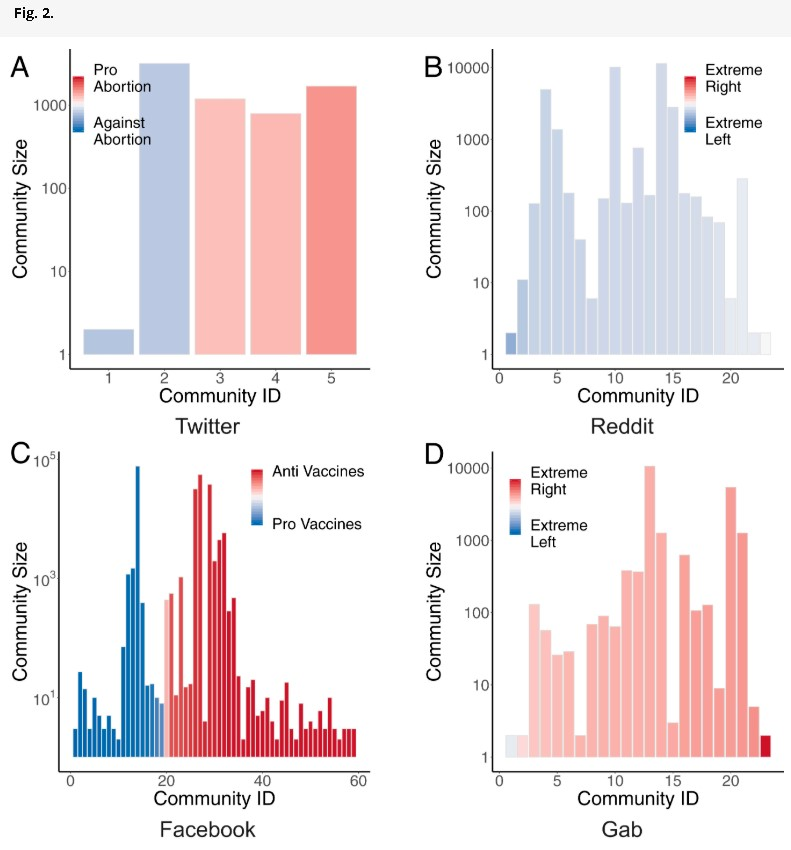 Fig. 2.
A
Pro
Abortion
Against
Abortion
1000
100
10
1
Community Size
1 2 3 4 5
Community ID
Twitter
B
Extreme
Right
Extreme
Left
10000
1000
100
10
1
Community Size
0 5 10 15 20
Community ID
Reddit
C
Anti Vaccines
Pro Vaccines
10^5
10^3
10^1
Community Size
0 20 40 60
Community ID
Facebook
D
Extreme
Right
Extreme
Left
10000
1000
100
10
1
Community Size
0 5 10 15 20
Community ID
Gab